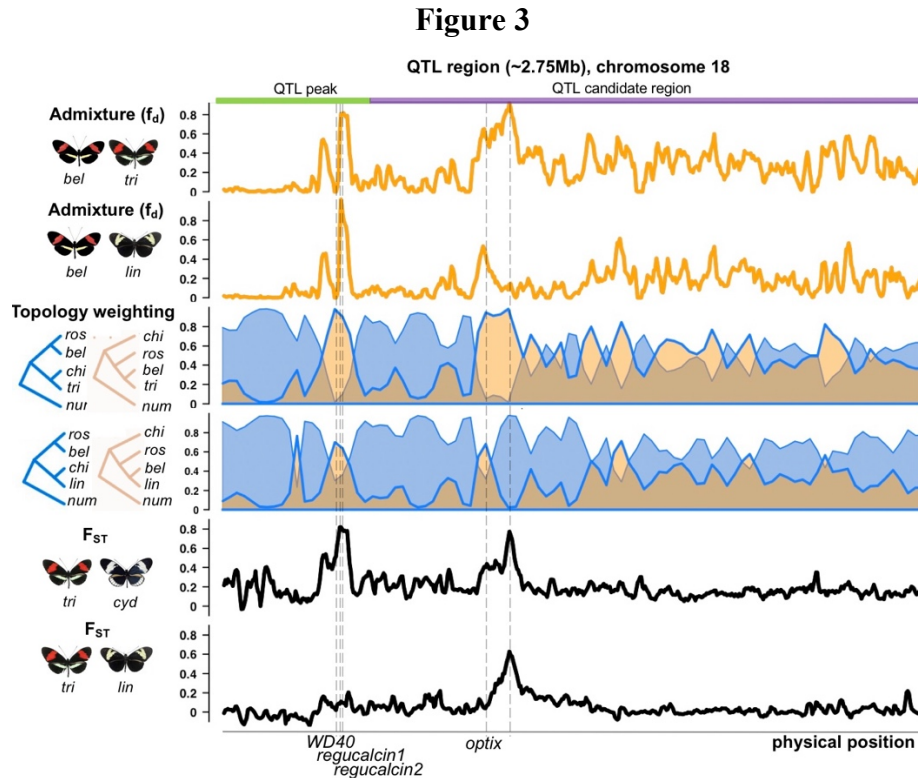 Figure 3
QTL region (~2.75Mb), chromosome 18
QTL peak
QTL candidate region
Admixture (fd)
bel tri
0.8
0.6
0.4
0.2
0
Admixture (fd)
bel lin
0.8
0.6
0.4
0.2
0
Topology weighting
ros
bel
chi
tri
nur
chi
ros
bel
tri
num
0.8
0.6
0.4
0.2
0
ros
bel
chi
lin
num
chi
ros
bel
lin
num
0.8
0.6
0.4
0.2
0
FST
tri cyd
0.8
0.6
0.4
0.2
0
FST
tri lin
0.8
0.6
0.4
0.2
0
WD40
regucalcin1
regucalcin2
optix
physical position